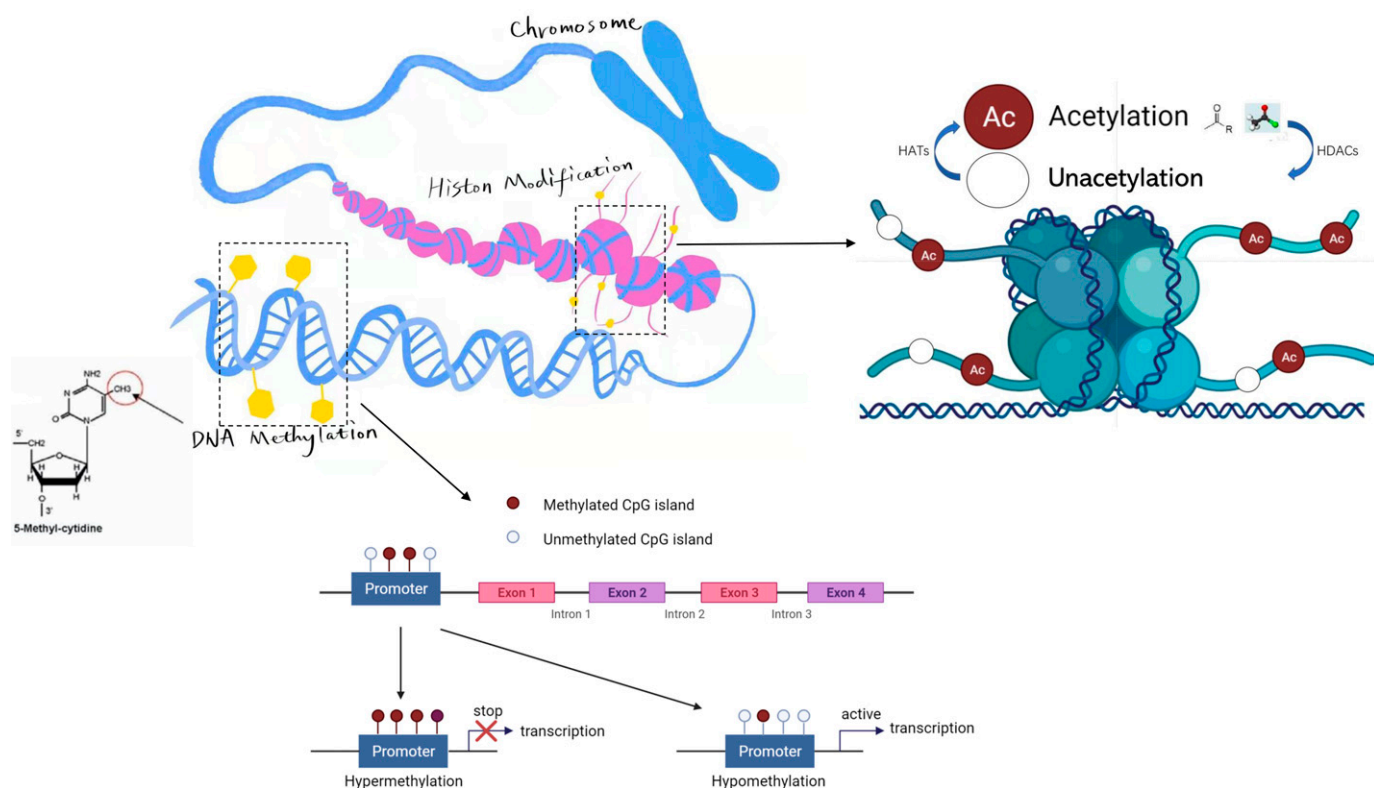 Chromosome
Histon Modification
DNA Methylation
Ac Acetylation
O
R
HATs
HDACs
Unacetylation
Ac
Ac
Ac
Ac
Ac
NH2
N
CH3
O
N
5'
CH2
O
H
H
H
H
O
H
3'
5-Methyl-cytidine
Methylated CpG island
Unmethylated CpG island
Promoter
Exon 1
Exon 2
Exon 3
Exon 4
Intron 1
Intron 2
Intron 3
stop
transcription
Promoter
Hypermethylation
active
transcription
Promoter
Hypomethylation